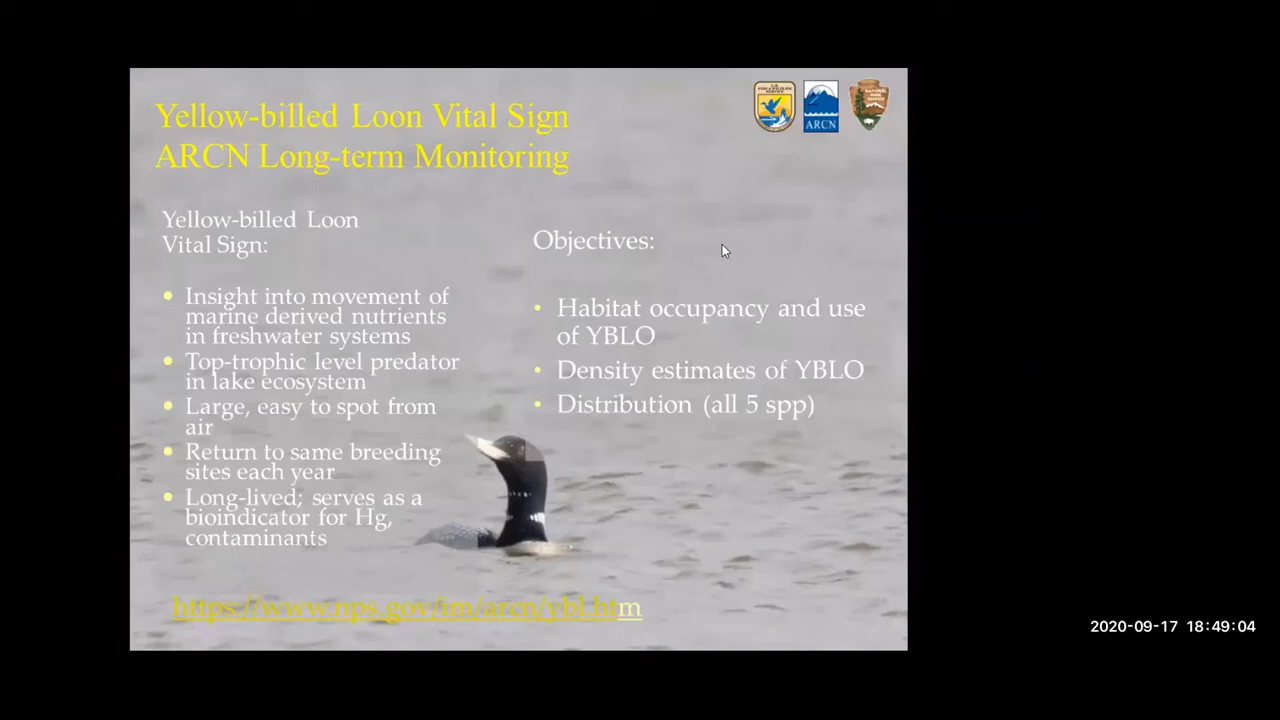 Yellow-billed Loon Vital Sign
ARCN Long-term Monitoring
ARCN
Yellow-billed Loon
Vital Sign:
• Insight into movement of
marine derived nutrients
in freshwater systems
• Top-trophic level predator
in lake ecosystem
• Large, easy to spot from
air
• Return to same breeding
sites each year
• Long-lived; serves as a
bioindicator for Hg,
contaminants
Objectives:
• Habitat occupancy and use
of YBLO
• Density estimates of YBLO
• Distribution (all 5 spp)
https://www.nps.gov/im/arcn/ybl.htm
2020-09-17 18:49:04